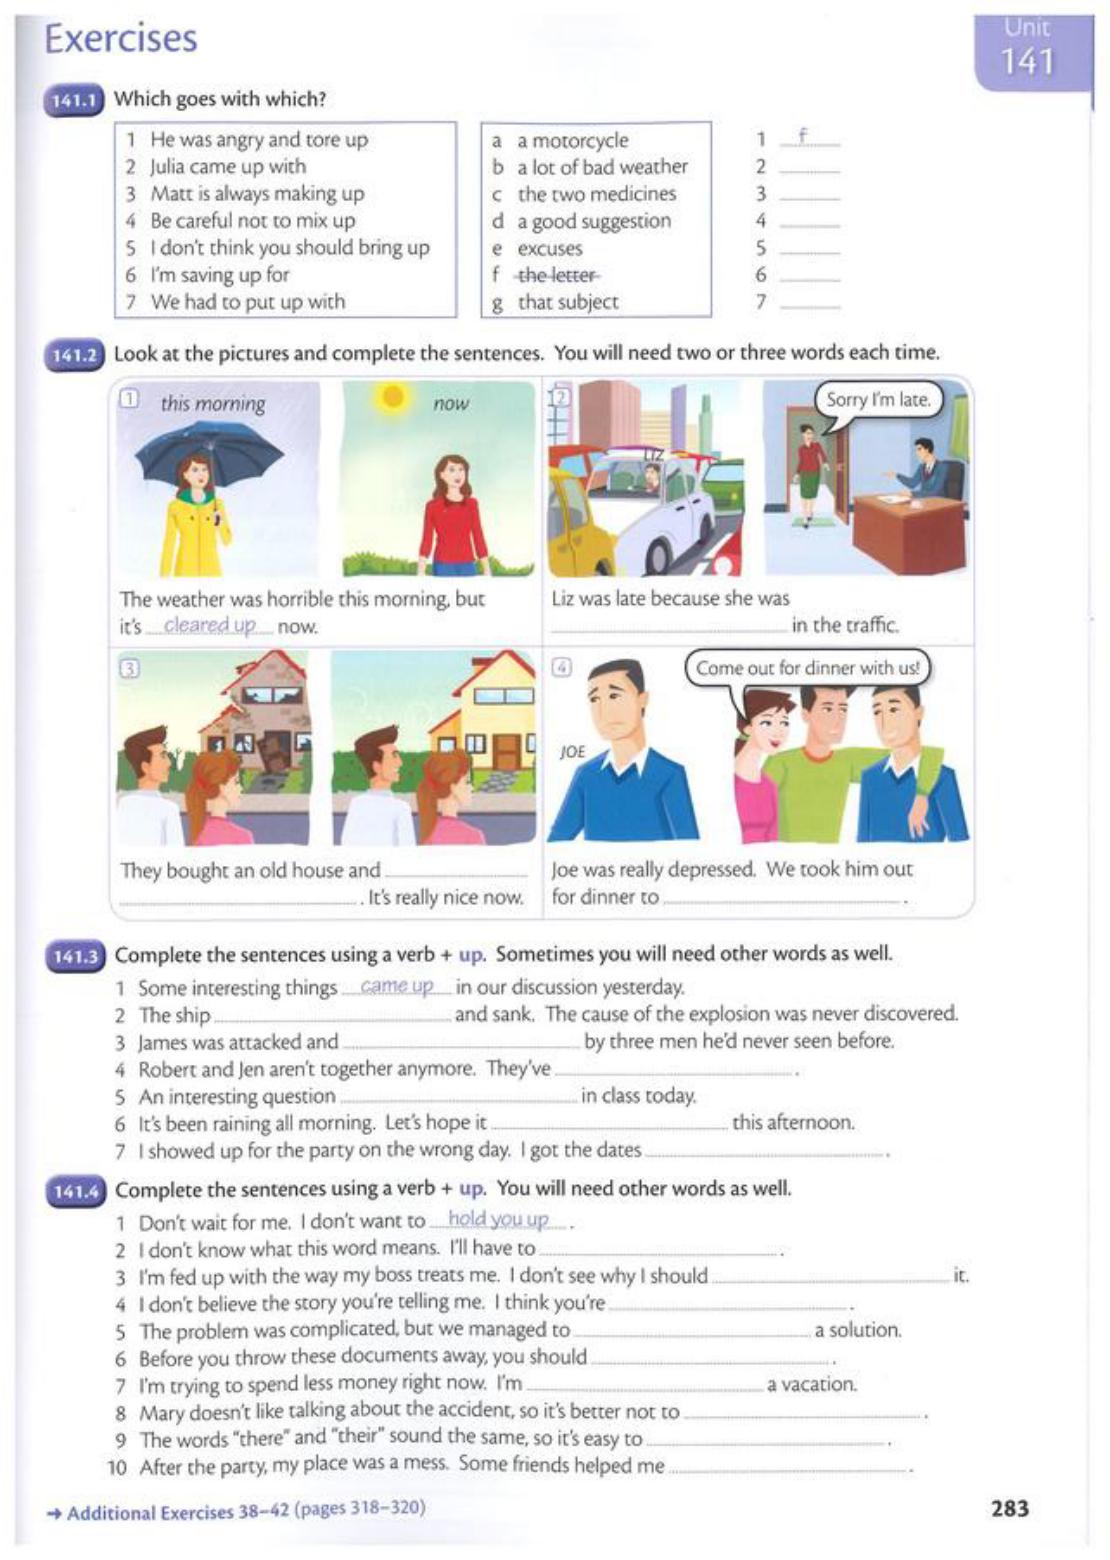 Exercises
Unit
141
141.1 Which goes with which?
1 He was angry and tore up
2 Julia came up with
3 Matt is always making up
4 Be careful not to mix up
5 I don't think you should bring up
6 I'm saving up for
7 We had to put up with
a a motorcycle
b a lot of bad weather
c the two medicines
d a good suggestion
e excuses
f the letter
g that subject
1 f
2
3
4
5
6
7
141.2 Look at the pictures and complete the sentences. You will need two or three words each time.
1 this morning now
The weather was horrible this morning, but
it's cleared up now.
2
LIZ
Sorry I'm late.
Liz was late because she was
in the traffic.
3
They bought an old house and
. It's really nice now.
4
JOE
Come out for dinner with us!
Joe was really depressed. We took him out
for dinner to .
141.3 Complete the sentences using a verb + up. Sometimes you will need other words as well.
1 Some interesting things came up in our discussion yesterday.
2 The ship and sank. The cause of the explosion was never discovered.
3 James was attacked and by three men he'd never seen before.
4 Robert and Jen aren't together anymore. They've .
5 An interesting question in class today.
6 It's been raining all morning. Let's hope it this afternoon.
7 I showed up for the party on the wrong day. I got the dates .
141.4 Complete the sentences using a verb + up. You will need other words as well.
1 Don't wait for me. I don't want to hold you up .
2 I don't know what this word means. I'll have to .
3 I'm fed up with the way my boss treats me. I don't see why I should it.
4 I don't believe the story you're telling me. I think you're .
5 The problem was complicated, but we managed to a solution.
6 Before you throw these documents away, you should .
7 I'm trying to spend less money right now. I'm a vacation.
8 Mary doesn't like talking about the accident, so it's better not to .
9 The words "there" and "their" sound the same, so it's easy to .
10 After the party, my place was a mess. Some friends helped me .
→ Additional Exercises 38–42 (pages 318–320)
283